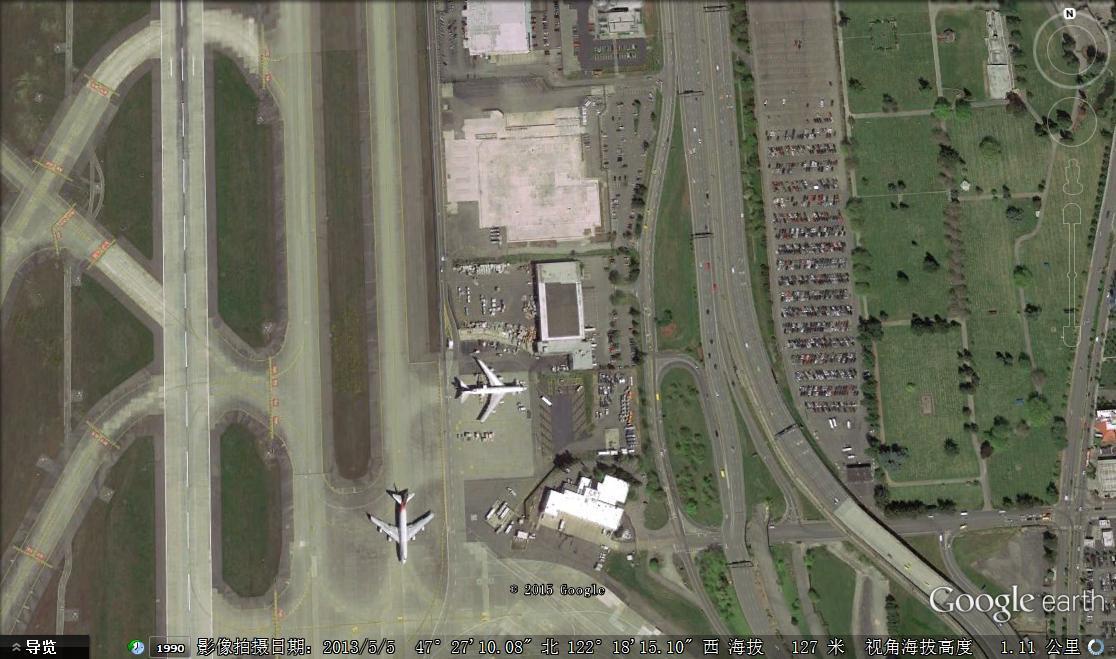 N
© 2015 Google
Google earth
导览 1990 影像拍摄日期: 2013/5/5 47° 27'10.08" 北 122° 18'15.10" 西 海拔 127 米 视角海拔高度 1.11 公里